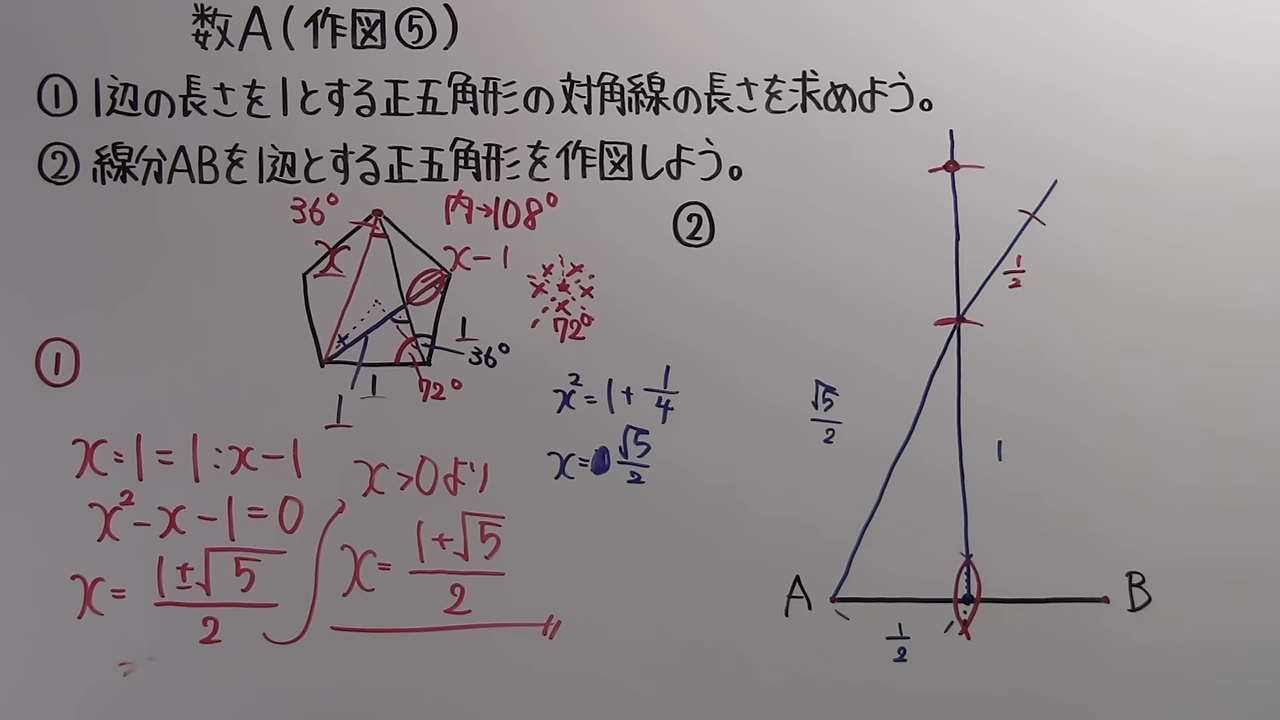 数A(作図⑤)
① 1辺の長さを1とする正五角形の対角線の長さを求めよう。
② 線分ABを1辺とする正五角形を作図しよう。
36° 内→108°
x x-1
72°
1 36°
1 1 72°
①
x:1=1:x-1
x²-x-1=0
x=(1±√5)/2
x>0より
x=(1+√5)/2
x²=1+1/4
x=√5/2
②
1/2
√5/2
1
A B
1/2